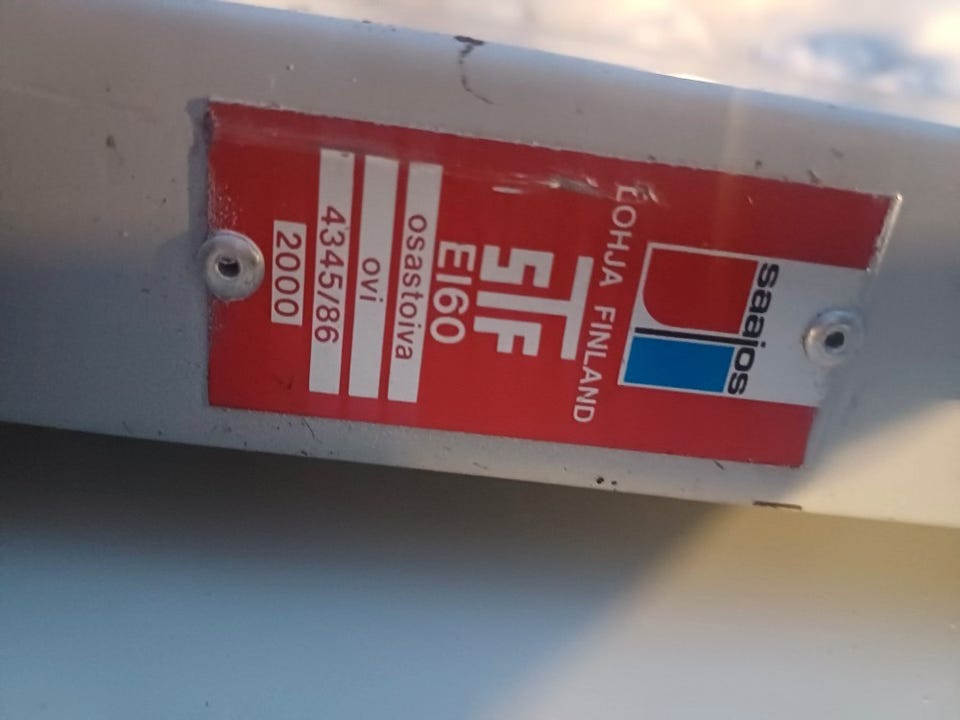 saajos
LOHJA FINLAND
STF
EI60
osastoiva
ovi
4345/86
2000